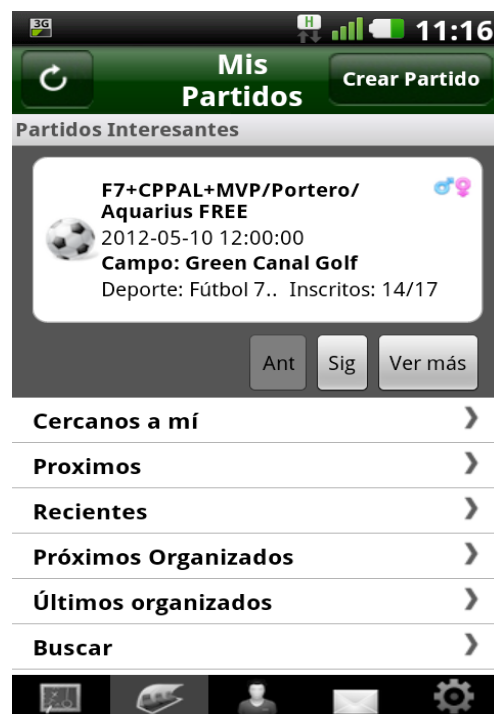 3G
H
11:16
Mis
Partidos
Crear Partido
Partidos Interesantes
F7+CPPAL+MVP/Portero/
Aquarius FREE
2012-05-10 12:00:00
Campo: Green Canal Golf
Deporte: Fútbol 7.. Inscritos: 14/17
Ant
Sig
Ver más
Cercanos a mí
Proximos
Recientes
Próximos Organizados
Últimos organizados
Buscar